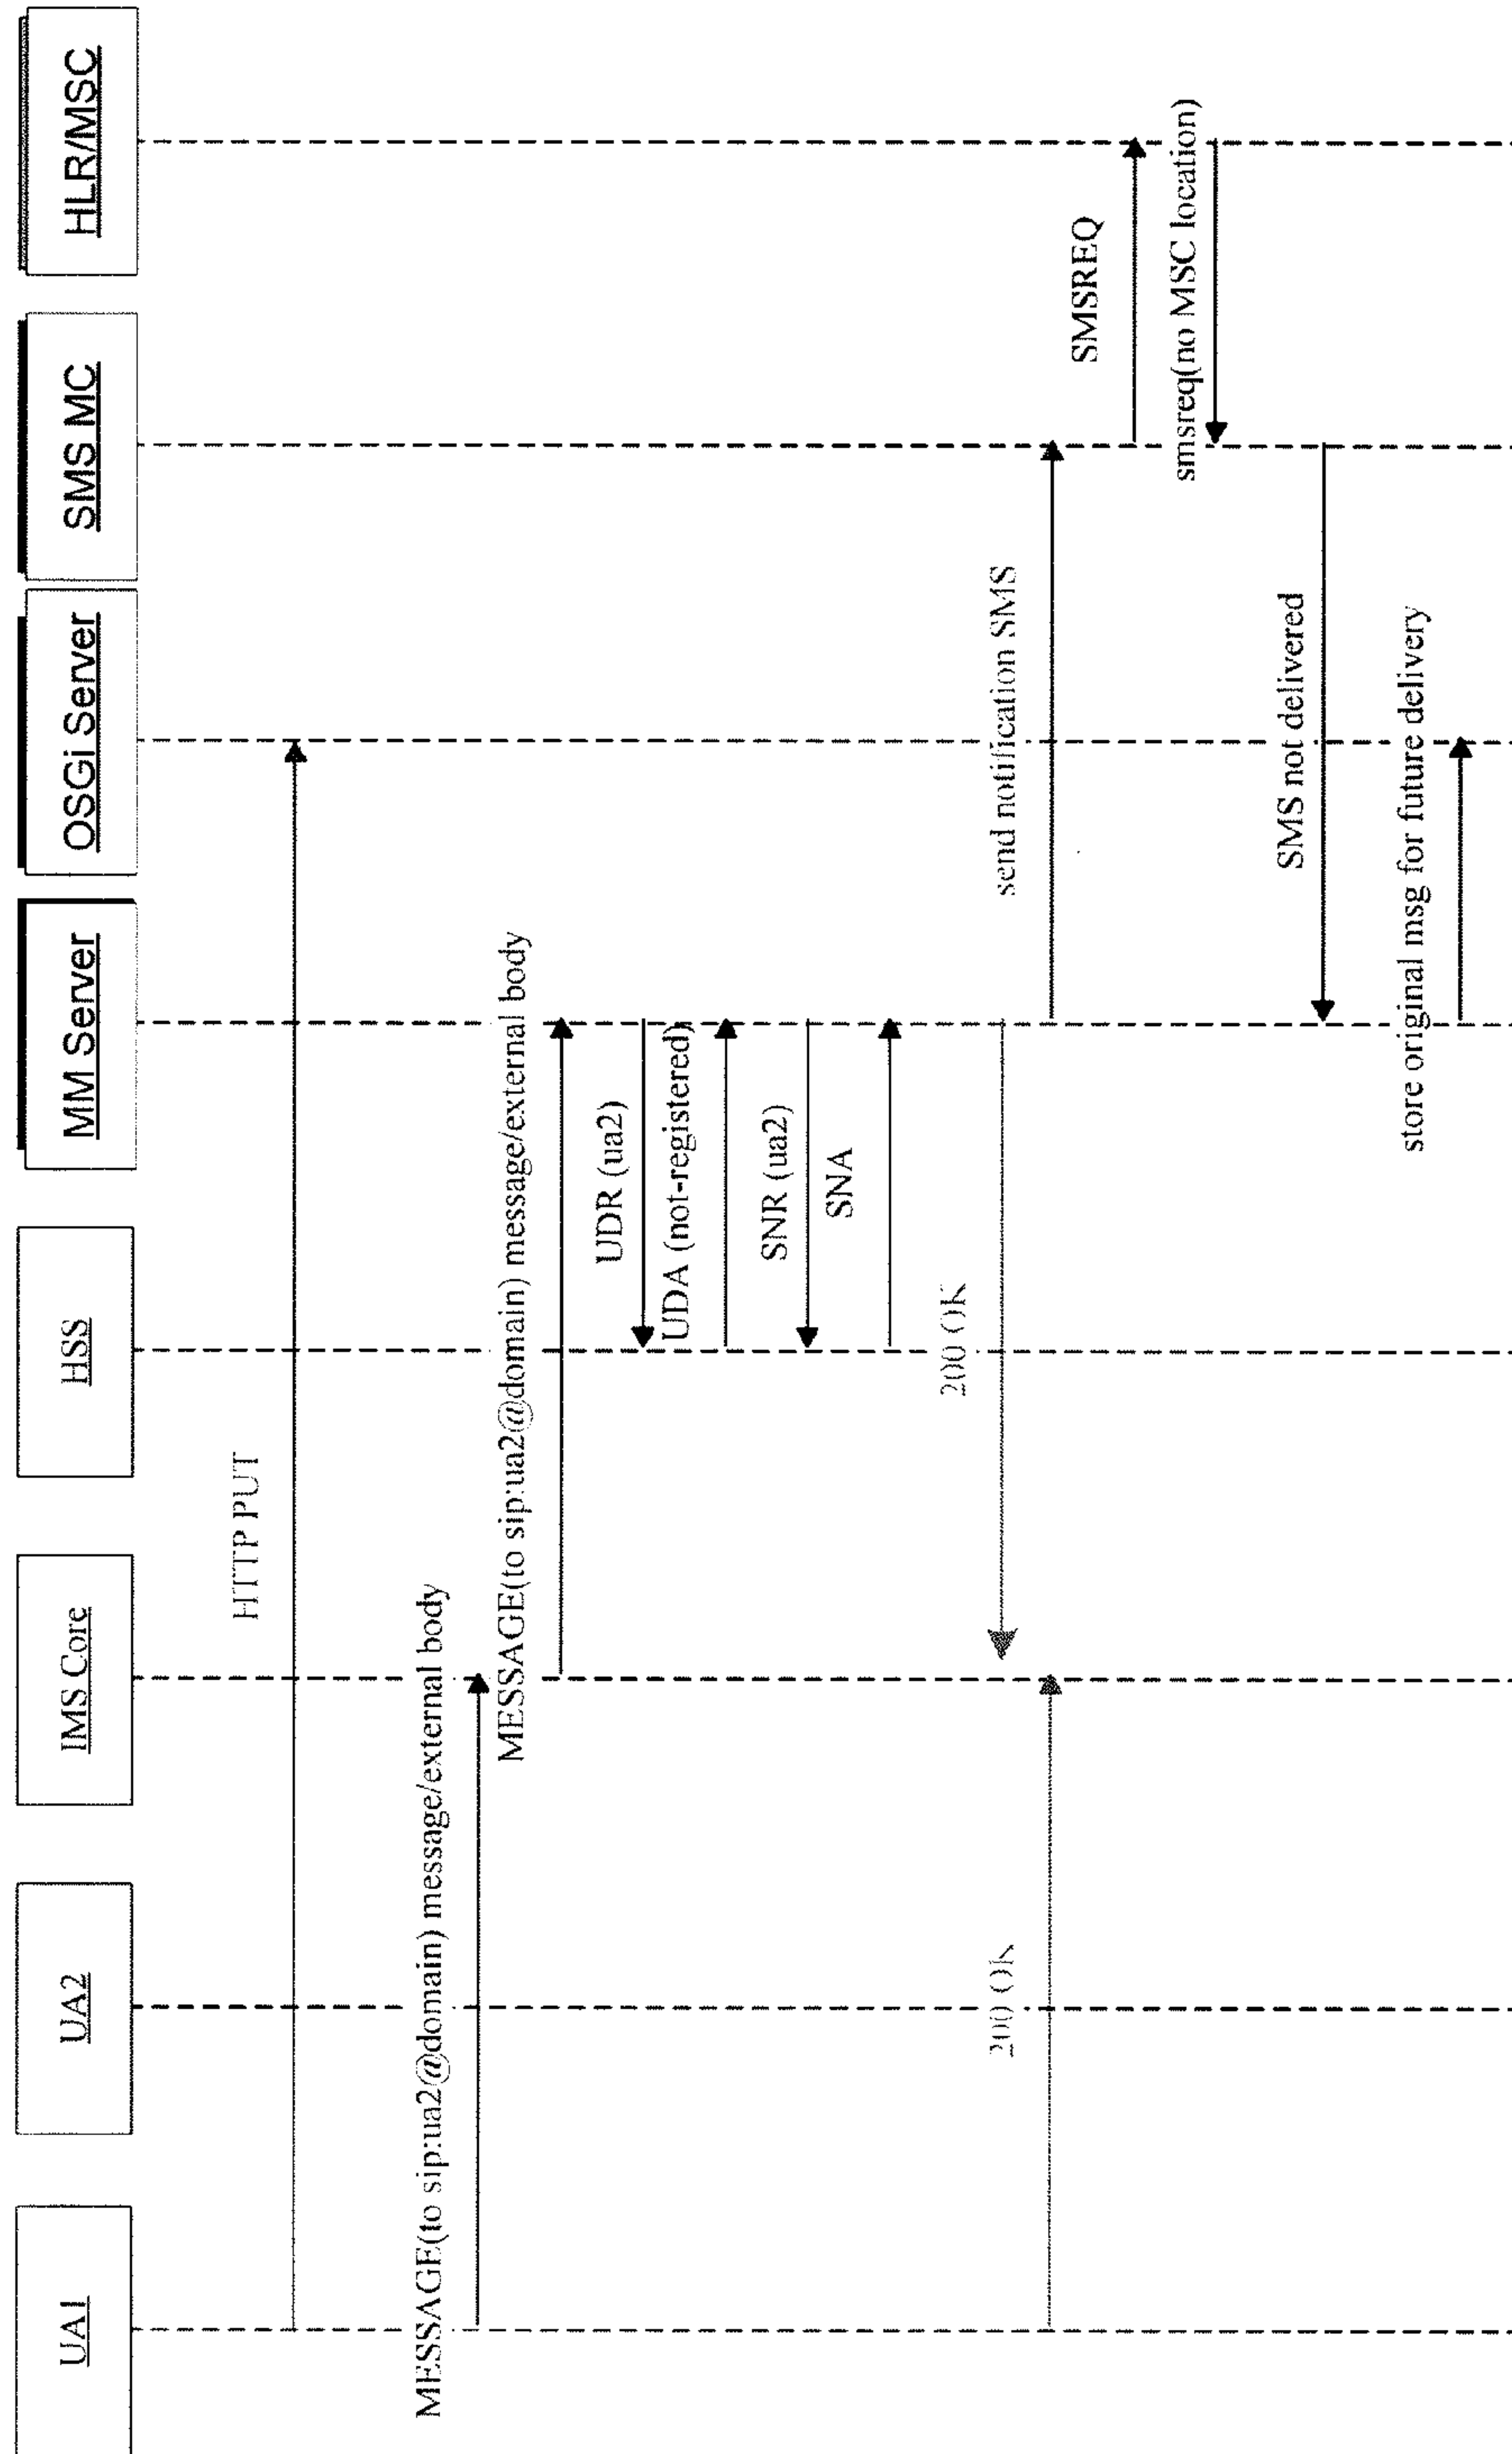 UA1
UA2
IMS Core
HSS
MM Server
OSGi Server
SMS MC
HLR/MSC
HTTP PUT
MESSAGE(to sip:ua2@domain) message/external body
MESSAGE(to sip:ua2@domain) message/external body
UDR (ua2)
UDA (not-registered)
SNR (ua2)
SNA
200 OK
200 OK
send notification SMS
SMSREQ
smsreq(no MSC location)
SMS not delivered
store original msg for future delivery